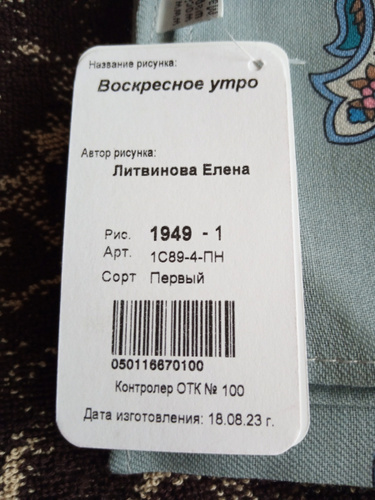 Название рисунка:
Воскресное утро
Автор рисунка:
Литвинова Елена
Рис. 1949 - 1
Арт. 1С89-4-ПН
Сорт Первый
050116670100
Контролер ОТК № 100
Дата изготовления: 18.08.23 г.